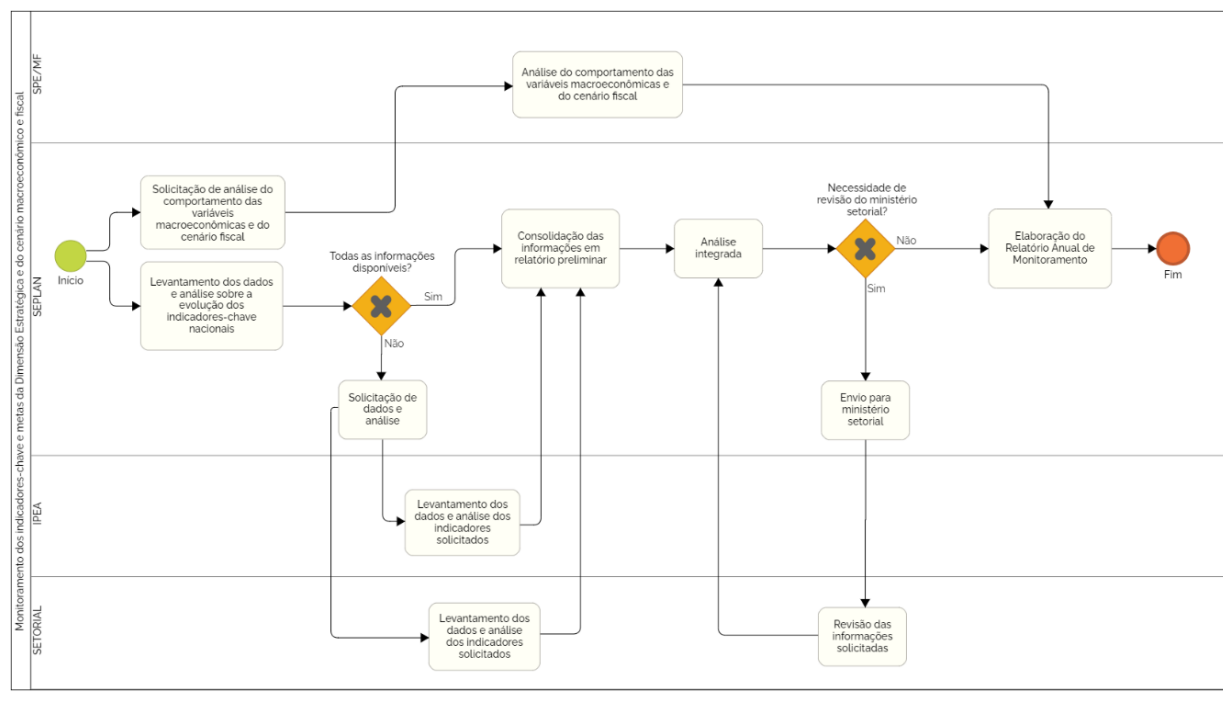 Monitoramento dos indicadores-chave e metas da Dimensão Estratégica e do cenário macroeconômico e fiscal
SPE/MF
Análise do comportamento das
variáveis macroeconômicas e
do cenário fiscal
SEPLAN
Início
Solicitação de análise do
comportamento das
variáveis
macroeconômicas e do
cenário fiscal
Levantamento dos dados
e análise sobre a
evolução dos
indicadores-chave
nacionais
Todas as informações
disponíveis?
Sim
Não
Solicitação de
dados e
análise
Consolidação das
informações em
relatório preliminar
Análise
integrada
Necessidade de
revisão do ministério
setorial?
Não
Sim
Envio para
ministério
setorial
Elaboração do
Relatório Anual de
Monitoramento
Fim
IPEA
Levantamento dos
dados e análise dos
indicadores
solicitados
SETORIAL
Levantamento dos
dados e análise
dos indicadores
solicitados
Revisão das
informações
solicitadas